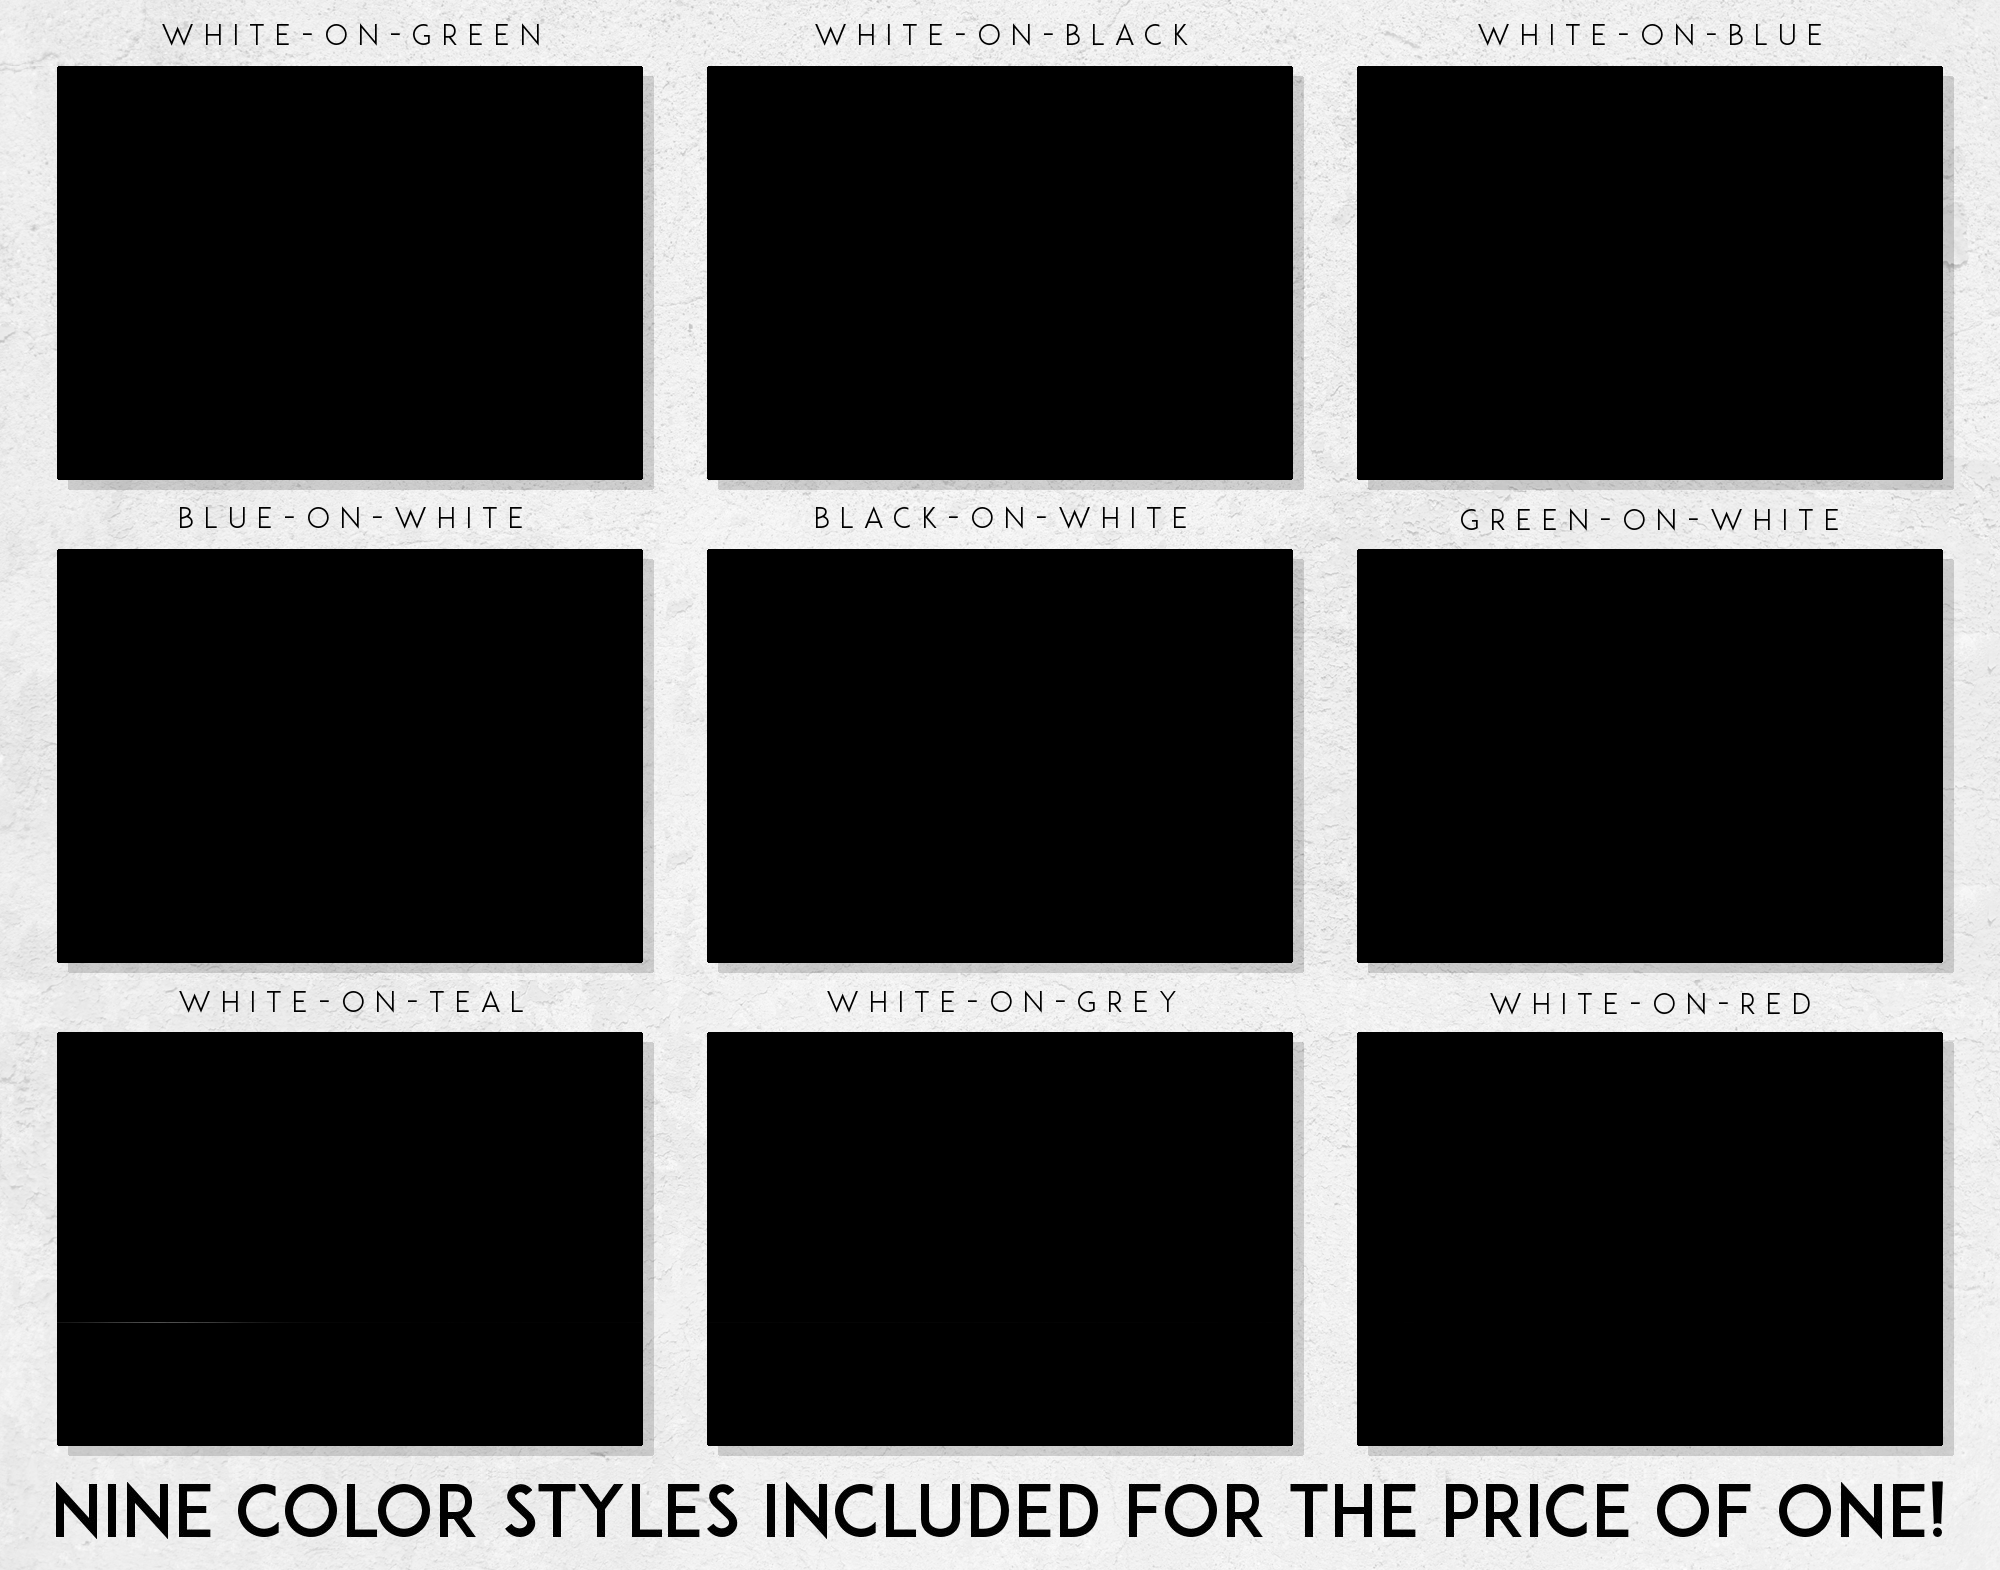 WHITE-ON-GREEN
WHITE-ON-BLACK
WHITE-ON-BLUE
BLUE-ON-WHITE
BLACK-ON-WHITE
GREEN-ON-WHITE
WHITE-ON-TEAL
WHITE-ON-GREY
WHITE-ON-RED
NINE COLOR STYLES INCLUDED FOR THE PRICE OF ONE!